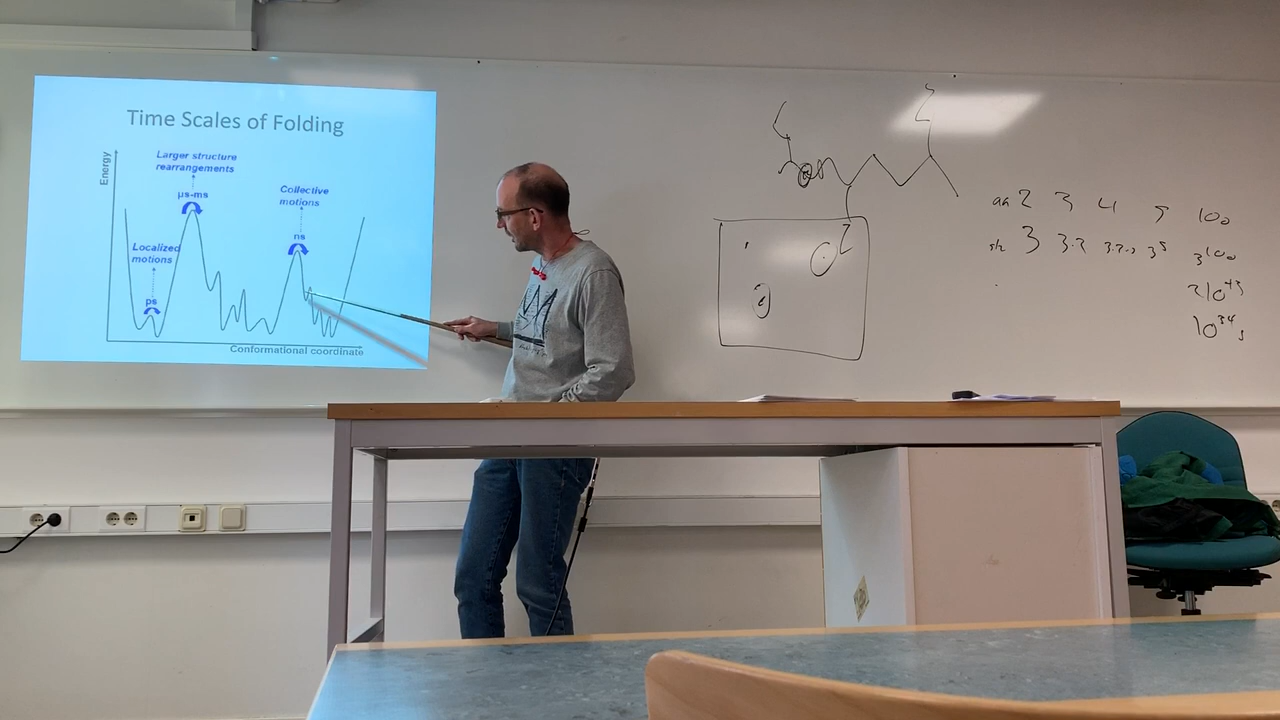 Time Scales of Folding
Energy
Larger structure
rearrangements
μs-ms
Collective
motions
ns
Localized
motions
ps
Conformational coordinate
aa 2 3 4 5 100
3 3·3 3·3·3 3⁵ 3¹⁰⁰
10³⁴ s